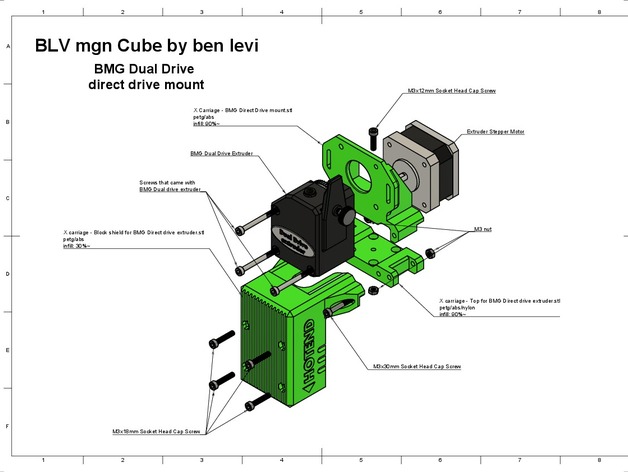 1 2 3 4 5 6 7 8
BLV mgn Cube by ben levi
BMG Dual Drive
direct drive mount
A
B
C
D
E
F
M3x12mm Socket Head Cap Screw
X Carriage - BMG Direct Drive mount.stl
petg/abs
infill: 90%~
Extruder Stepper Motor
BMG Dual Drive Extruder
Screws that came with
BMG Dual drive extruder
X carriage - Block shield for BMG Direct drive extruder.stl
petg/abs
infill: 30%~
M3 nut
X carriage - Top for BMG Direct drive extruder.stl
petg/abs/nylon
infill: 90%~
HOTEND
M3x30mm Socket Head Cap Screw
M3x18mm Socket Head Cap Screw
1 2 3 4 5 6 7 8